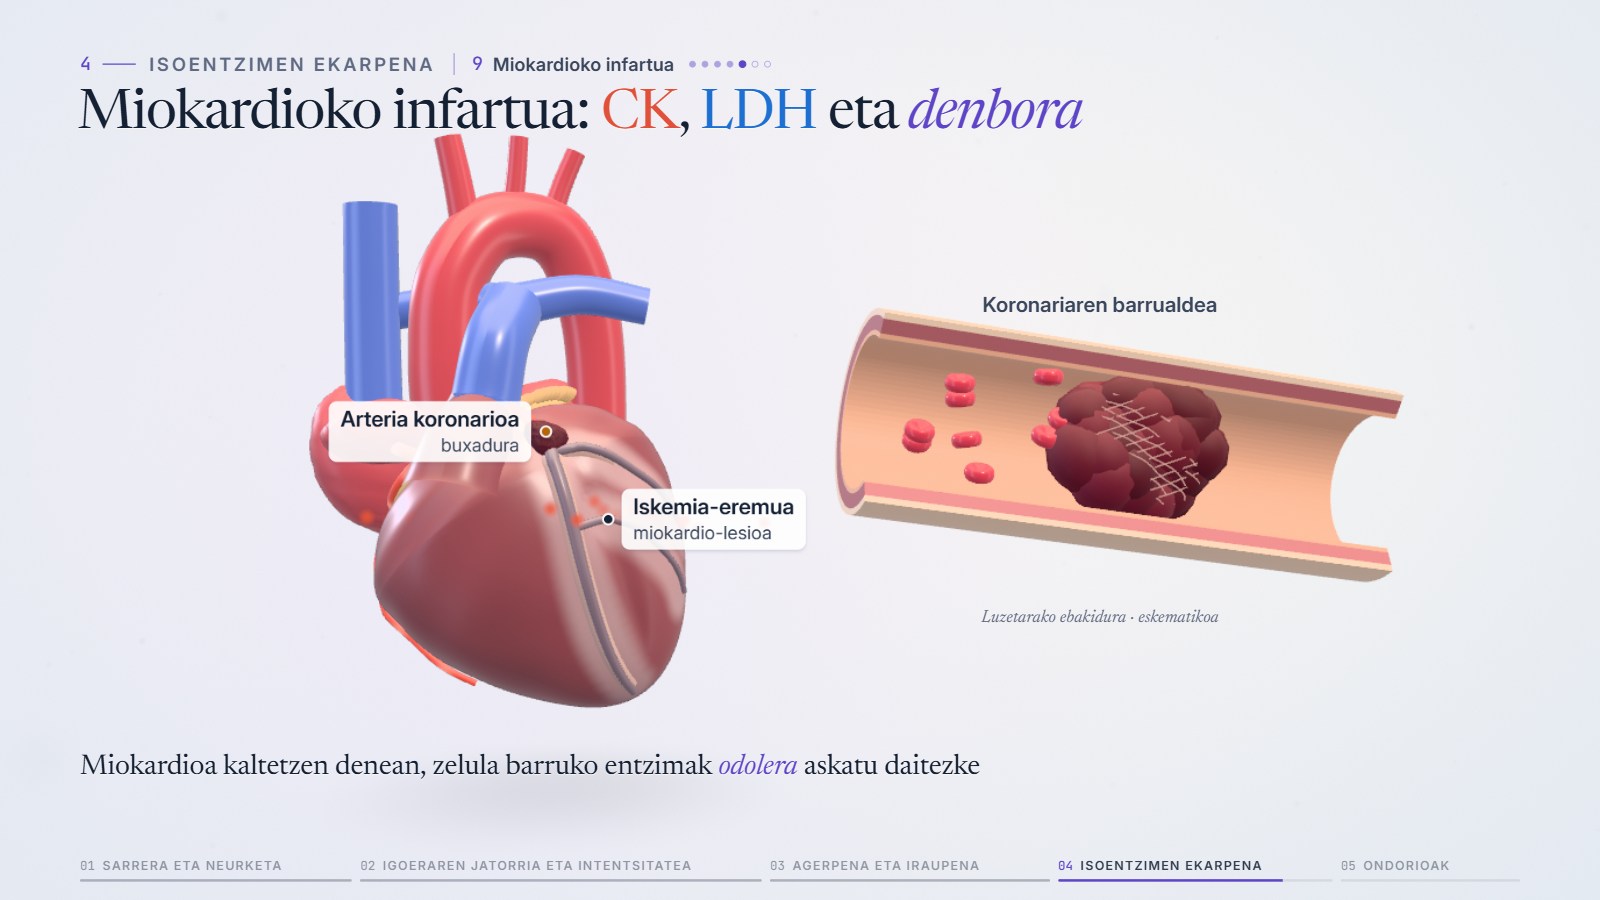 4 — ISOENTZIMEN EKARPENA | 9 Miokardioko infartua
Miokardioko infartua: CK, LDH eta denbora
Koronariaren barrualdea
Arteria koronarioa
buxadura
Iskemia-eremua
miokardio-lesioa
Luzetarako ebakidura · eskematikoa
Miokardioa kaltetzen denean, zelula barruko entzimak odolera askatu daitezke
01 SARRERA ETA NEURKETA
02 IGOERAREN JATORRIA ETA INTENTSITATEA
03 AGERPENA ETA IRAUPENA
04 ISOENTZIMEN EKARPENA
05 ONDORIOAK